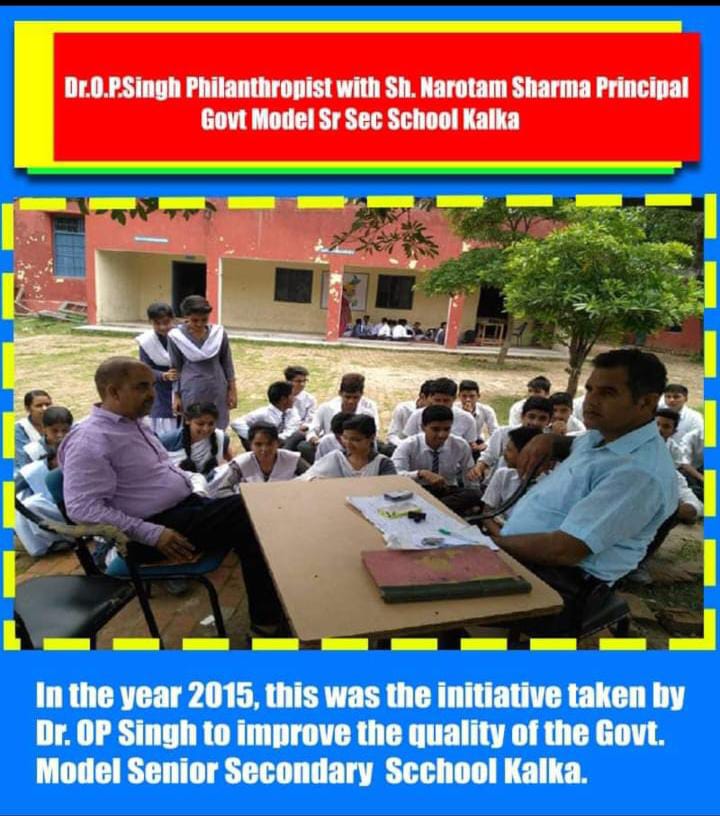 Dr.O.P.Singh Philanthropist with Sh. Narotam Sharma Principal
Govt Model Sr Sec School Kalka
In the year 2015, this was the initiative taken by
Dr. OP Singh to improve the quality of the Govt.
Model Senior Secondary Scchool Kalka.